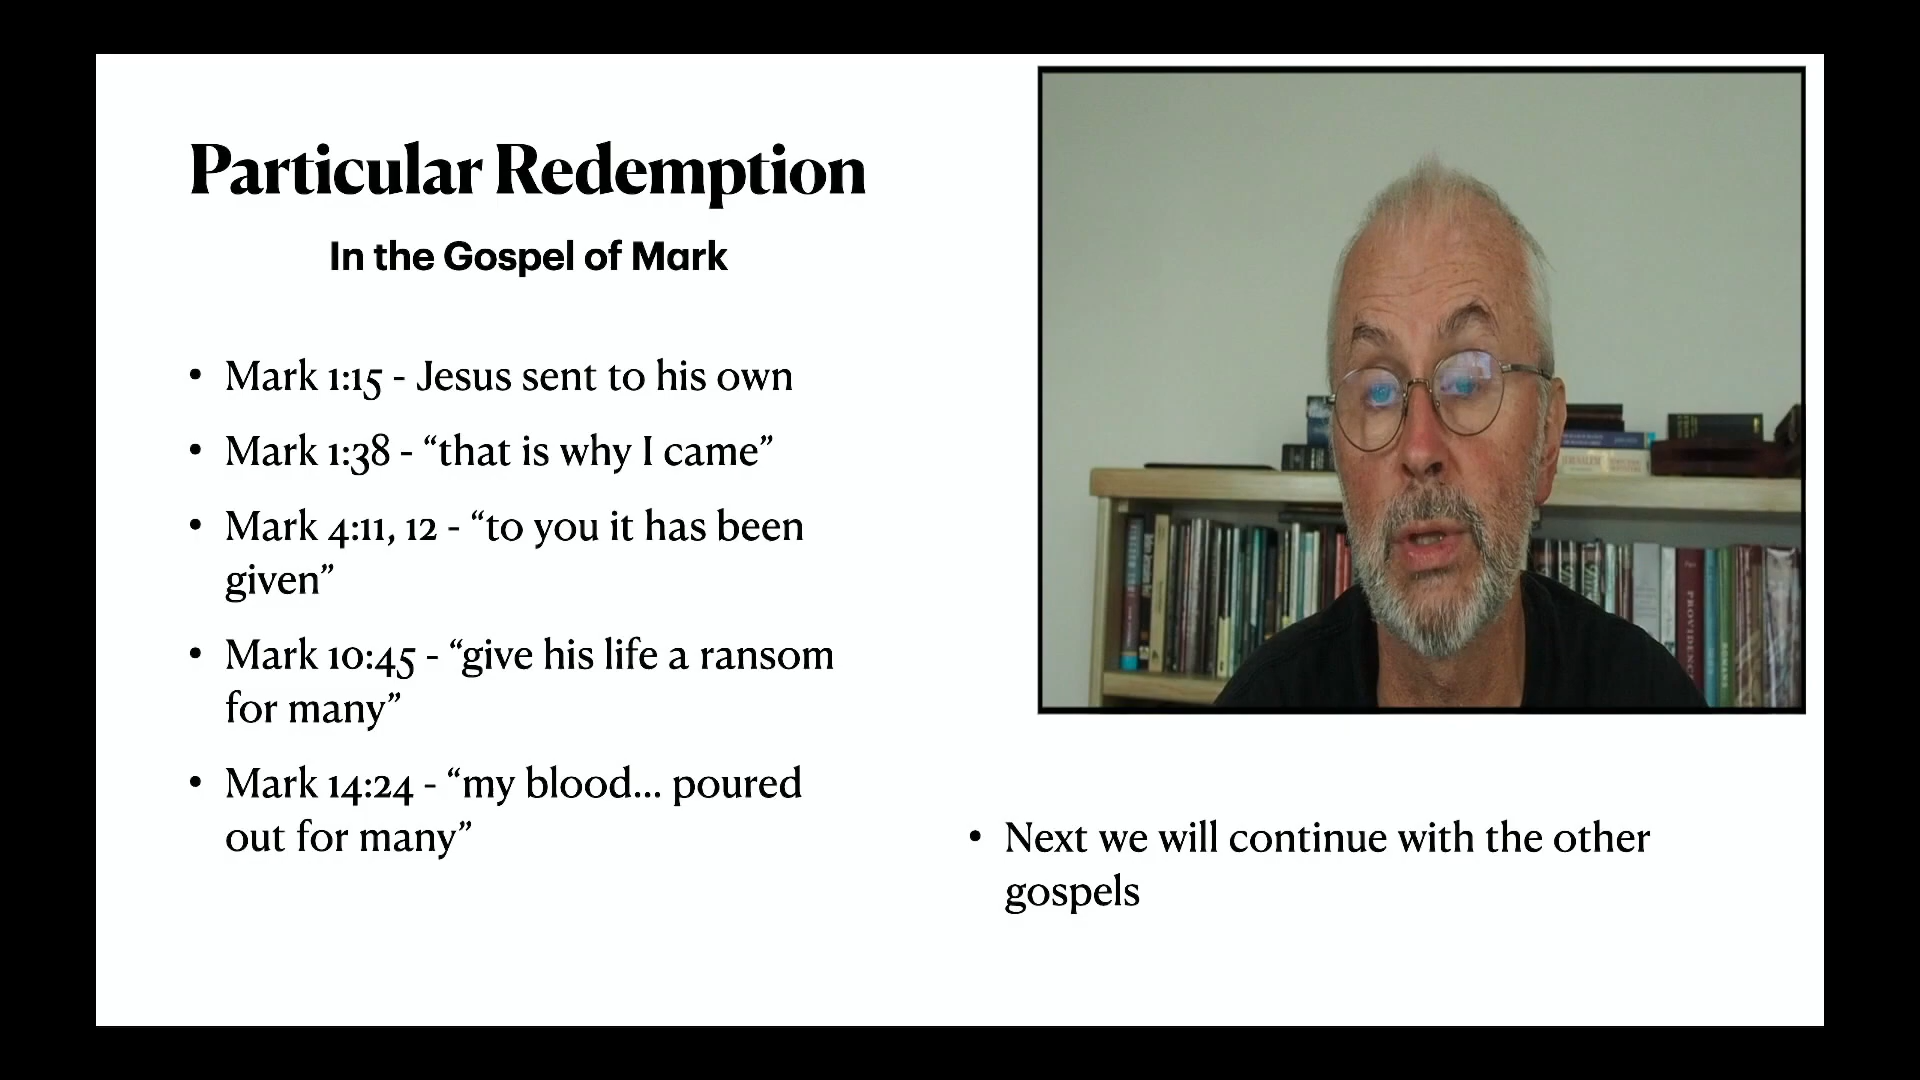 Particular Redemption
In the Gospel of Mark
• Mark 1:15 - Jesus sent to his own
• Mark 1:38 - “that is why I came”
• Mark 4:11, 12 - “to you it has been
given”
• Mark 10:45 - “give his life a ransom
for many”
• Mark 14:24 - “my blood... poured
out for many”
PROVIDENCE
• Next we will continue with the other
gospels